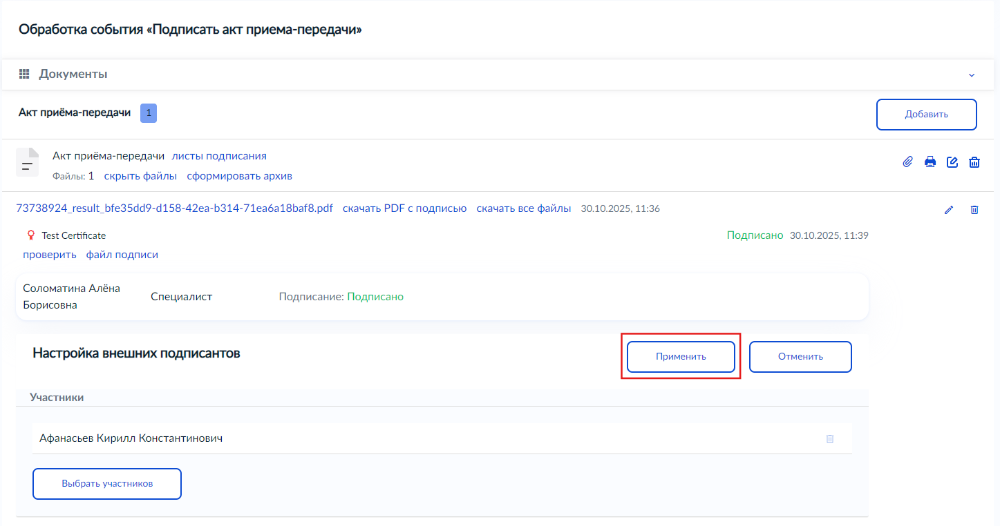 Обработка события «Подписать акт приема-передачи»
Документы
Акт приёма-передачи 1 Добавить
Акт приёма-передачи листы подписания
Файлы: 1 скрыть файлы сформировать архив
73738924_result_bfe35dd9-d158-42ea-b314-71ea6a18baf8.pdf скачать PDF с подписью скачать все файлы 30.10.2025, 11:36
Test Certificate Подписано 30.10.2025, 11:39
проверить файл подписи
Соломатина Алёна
Борисовна
Специалист Подписание: Подписано
Настройка внешних подписантов Применить Отменить
Участники
Афанасьев Кирилл Константинович
Выбрать участников